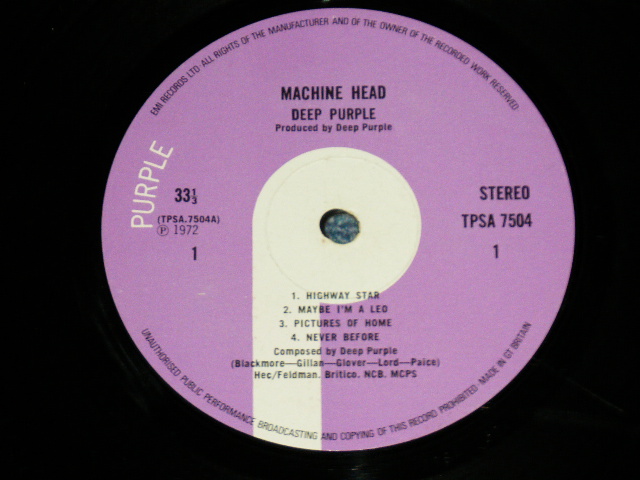 EMI RECORDS LTD ALL RIGHTS OF THE MANUFACTURER AND OF THE OWNER OF THE RECORDED WORK RESERVED
MACHINE HEAD
DEEP PURPLE
Produced by Deep Purple
PURPLE
33⅓
(TPSA.7504A)
Ⓟ 1972
1
STEREO
TPSA 7504
1
1. HIGHWAY STAR
2. MAYBE I'M A LEO
3. PICTURES OF HOME
4. NEVER BEFORE
Composed by Deep Purple
(Blackmore—Gillan—Glover—Lord—Paice)
Hec/Feldman. Britico. NCB. MCPS
UNAUTHORISED PUBLIC PERFORMANCE BROADCASTING AND COPYING OF THIS RECORD PROHIBITED-MADE IN GT BRITAIN